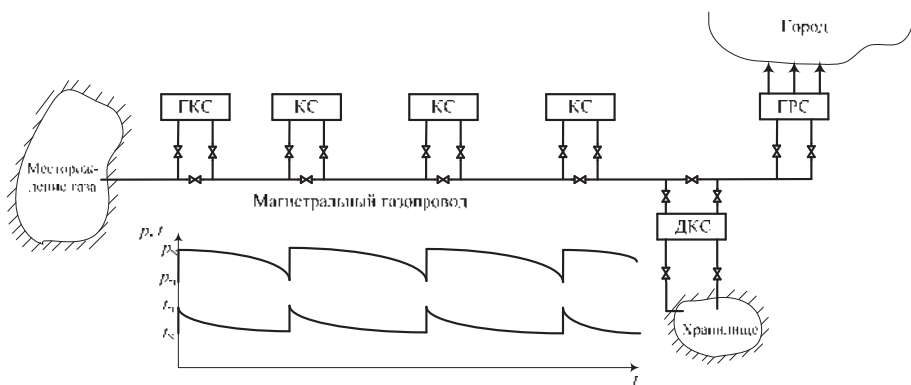 Город
ГКС
КС
КС
КС
ГРС
Месторож-
дение газа
Магистральный газопровод
ДКС
Хранилище
p, t